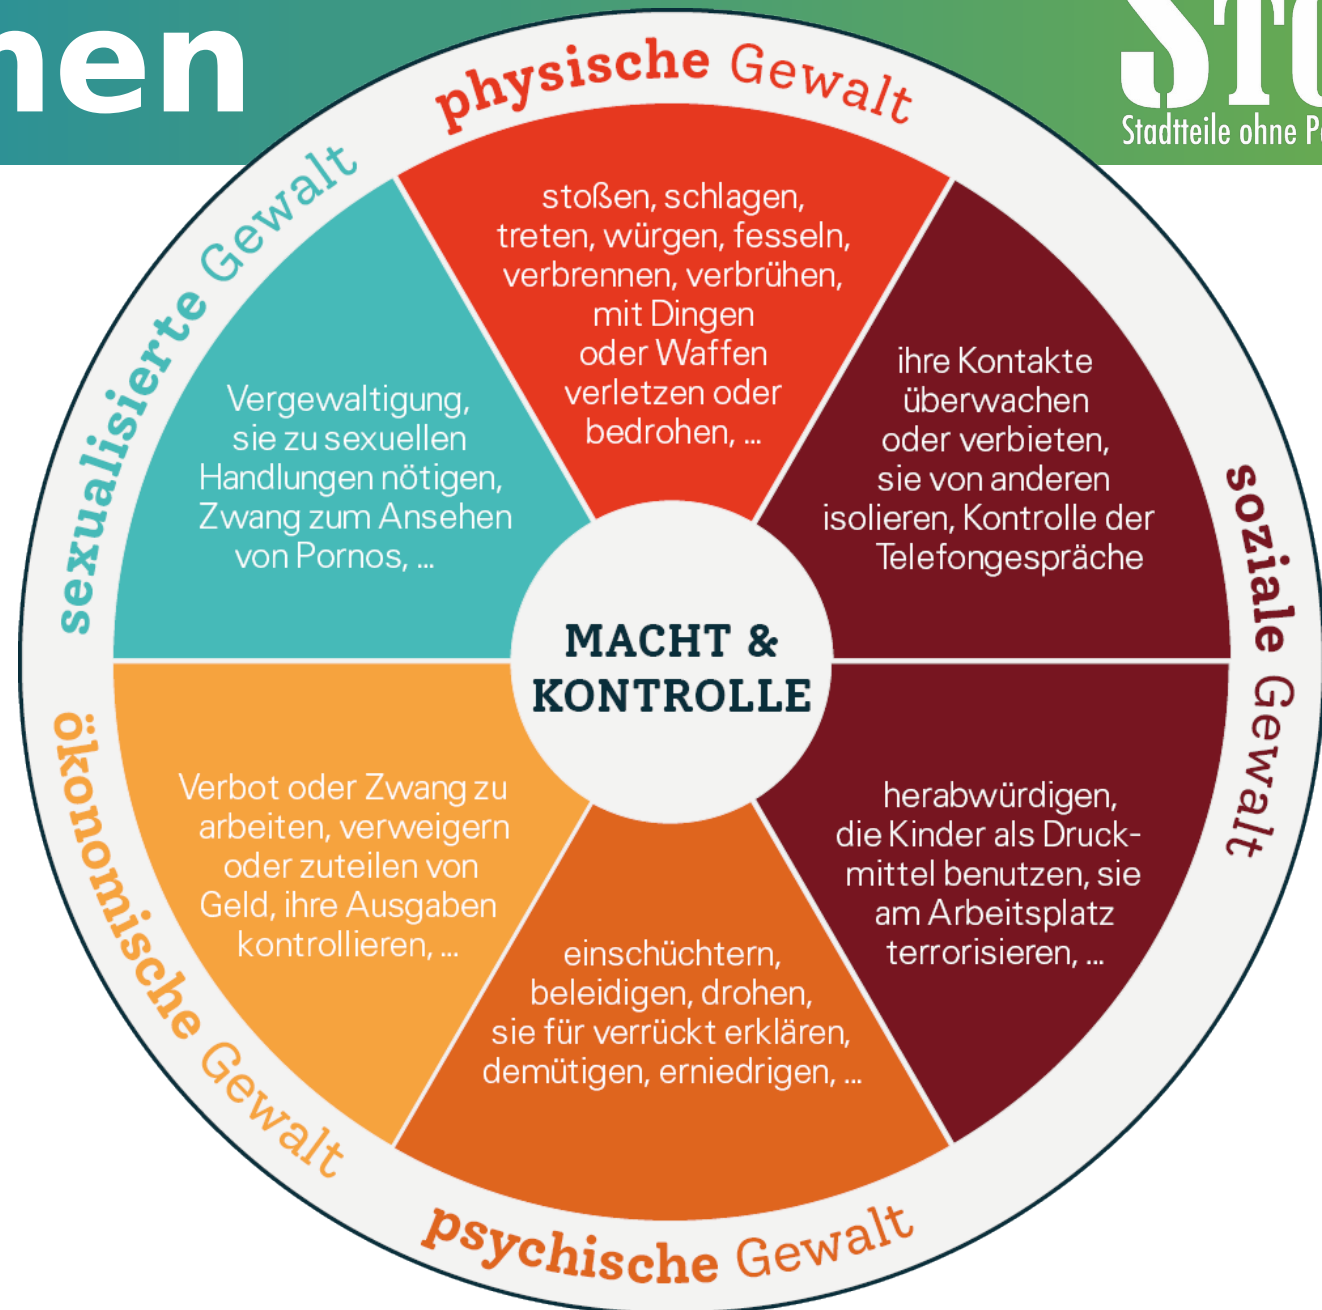 physische Gewalt
Stadtteile ohne
stoßen, schlagen,
treten, würgen, fesseln,
verbrennen, verbrühen,
mit Dingen
oder Waffen
verletzen oder
bedrohen, ...
ihre Kontakte
überwachen
oder verbieten,
sie von anderen
isolieren, Kontrolle der
Telefongespräche
soziale Gewalt
herabwürdigen,
die Kinder als Druck-
mittel benutzen, sie
am Arbeitsplatz
terrorisieren, ...
einschüchtern,
beleidigen, drohen,
sie für verrückt erklären,
demütigen, erniedrigen, ...
psychische Gewalt
Verbot oder Zwang zu
arbeiten, verweigern
oder zuteilen von
Geld, ihre Ausgaben
kontrollieren, ...
ökonomische Gewalt
Vergewaltigung,
sie zu sexuellen
Handlungen nötigen,
Zwang zum Ansehen
von Pornos, ...
sexualisierte Gewalt
MACHT &
KONTROLLE